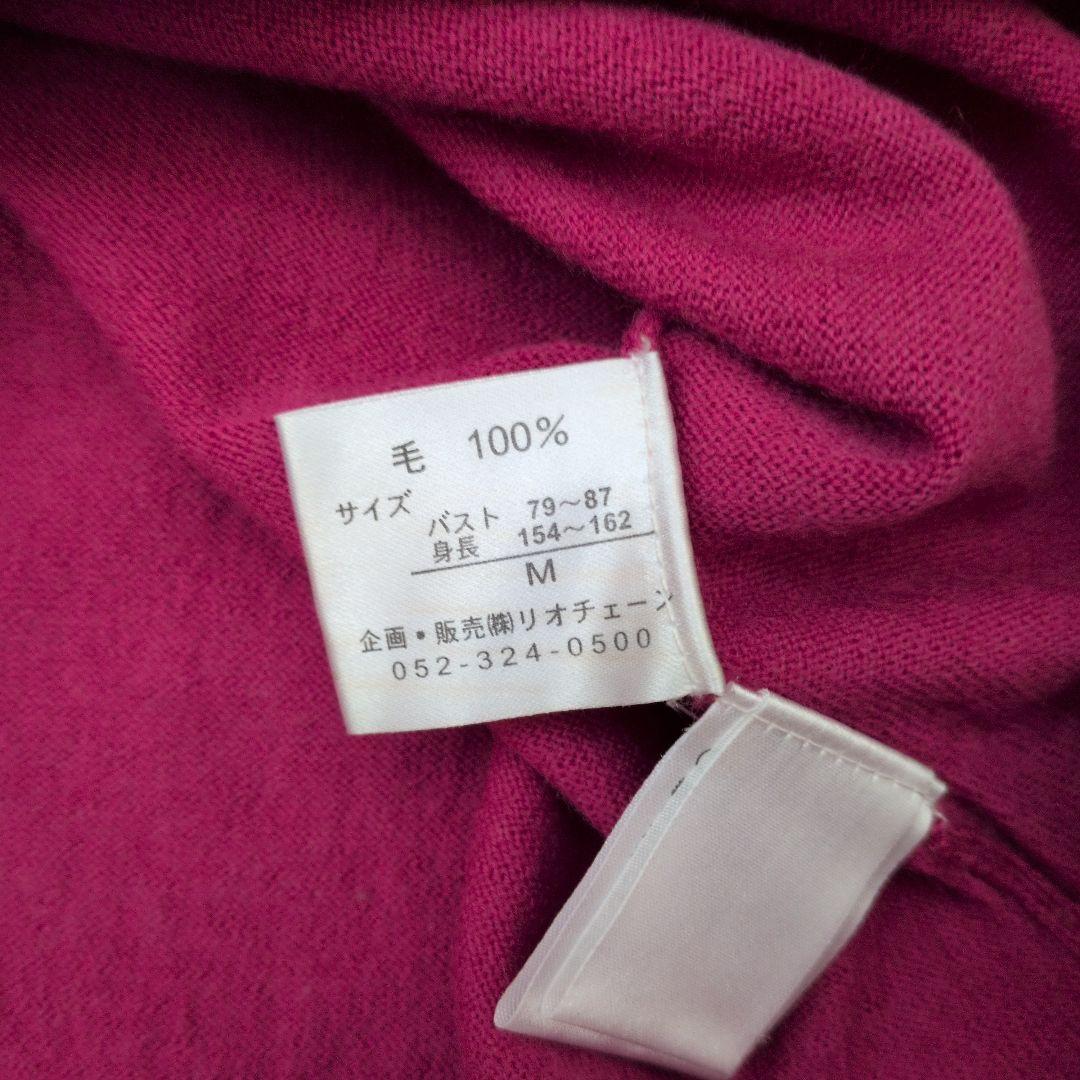 毛 100%
サイズ
バスト 79～87
身長 154～162
M
企画・販売㈱リオチェーン
052-324-0500